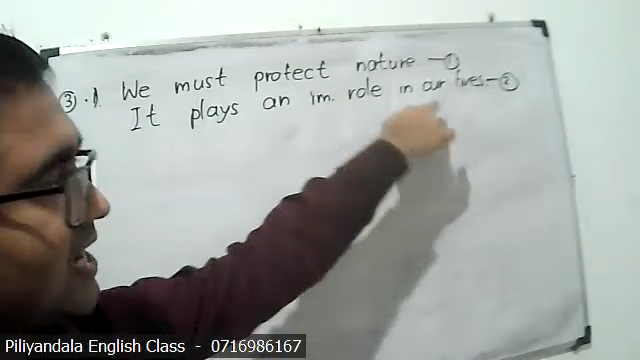 ③ . 1. We must protect nature — ①
It plays an im. role in our lives. — ②
Piliyandala English Class - 0716986167